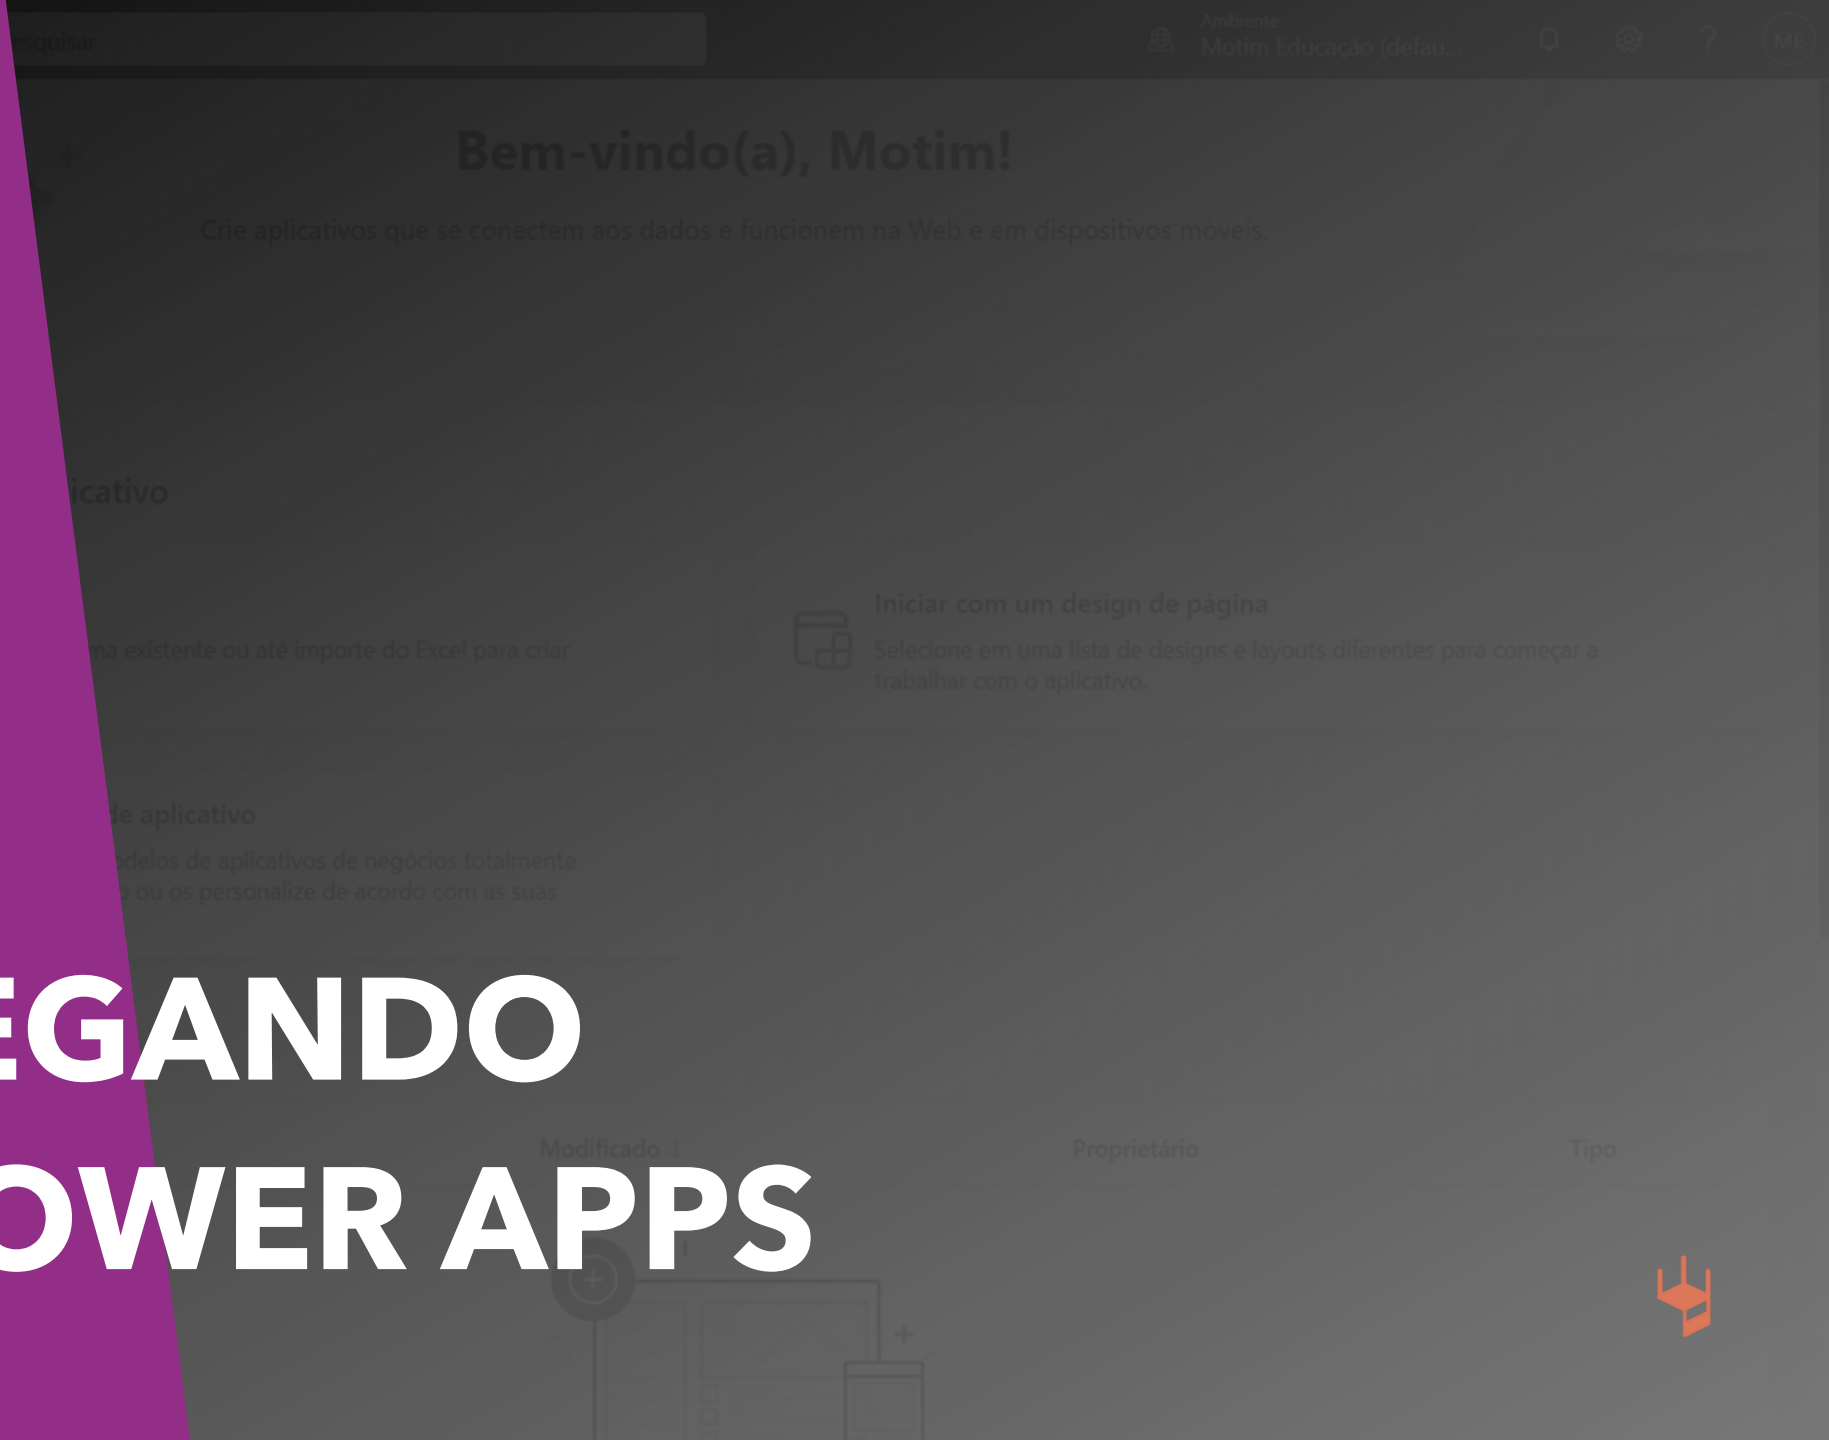 esquisar
Ambiente
Motim Educação (defau...
ME
Bem-vindo(a), Motim!
Crie aplicativos que se conectem aos dados e funcionem na Web e em dispositivos móveis.
icativo
Iniciar com um design de página
ma existente ou até importe do Excel para criar
Selecione em uma lista de designs e layouts diferentes para começar a
trabalhar com o aplicativo.
de aplicativo
odelos de aplicativos de negócios totalmente
o ou os personalize de acordo com as suas
EGANDO
Modificado ↓
Proprietário
Tipo
OWER APPS